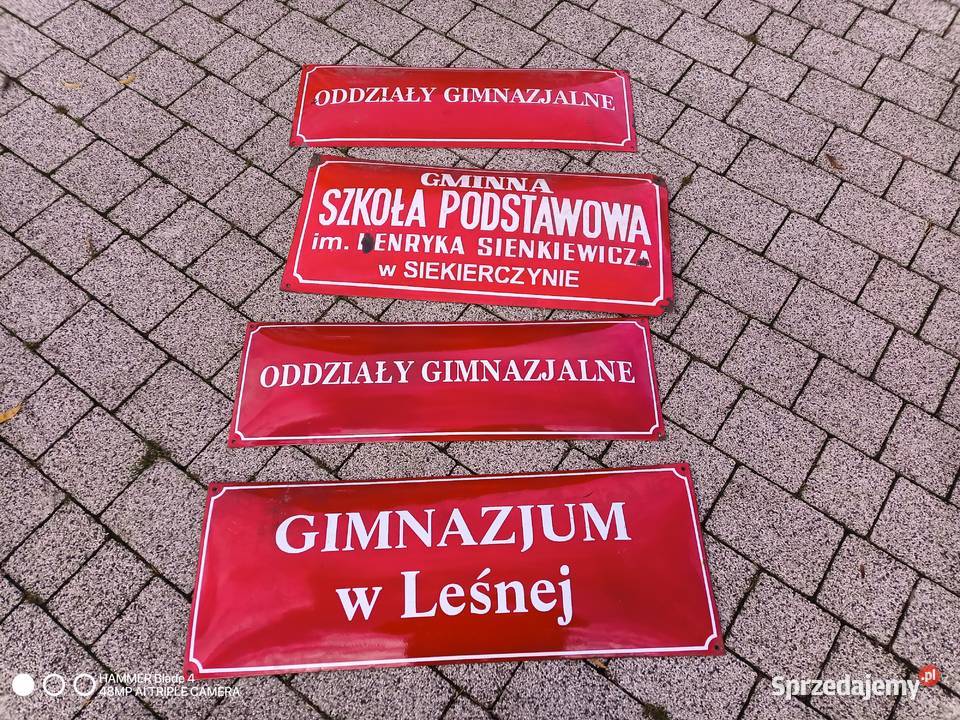 ODDZIAŁY GIMNAZJALNE
GMINNA
SZKOŁA PODSTAWOWA
im. HENRYKA SIENKIEWICZA
w SIEKIERCZYNIE
ODDZIAŁY GIMNAZJALNE
GIMNAZJUM
w Leśnej
HAMMER Blade 4
48MP AI TRIPLE CAMERA
Sprzedajemy.pl